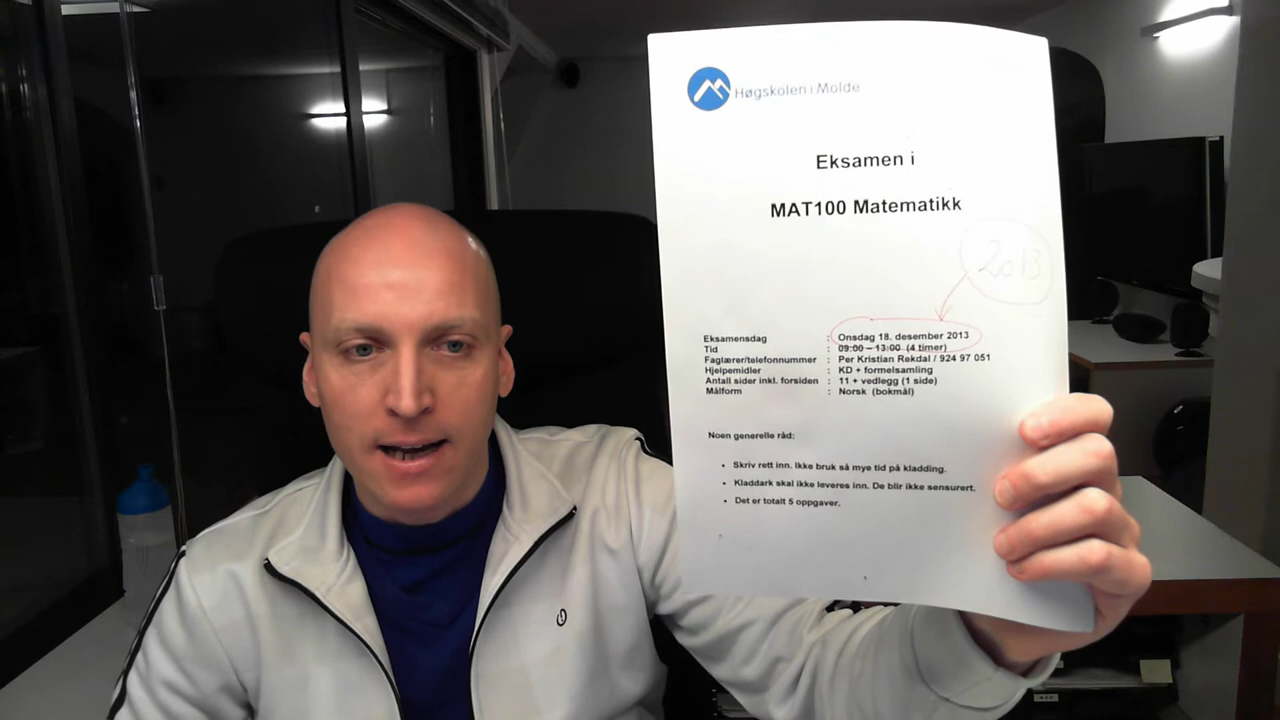 Høgskolen i Molde
Eksamen i
MAT100 Matematikk
2013
Eksamensdag : Onsdag 18. desember 2013
Tid : 09:00 – 13:00 (4 timer)
Faglærer/telefonnummer : Per Kristian Rekdal / 924 97 051
Hjelpemidler : KD + formelsamling
Antall sider inkl. forsiden : 11 + vedlegg (1 side)
Målform : Norsk (bokmål)
Noen generelle råd:
• Skriv rett inn. Ikke bruk så mye tid på kladding.
• Kladdark skal ikke leveres inn. De blir ikke sensurert.
• Det er totalt 5 oppgaver.